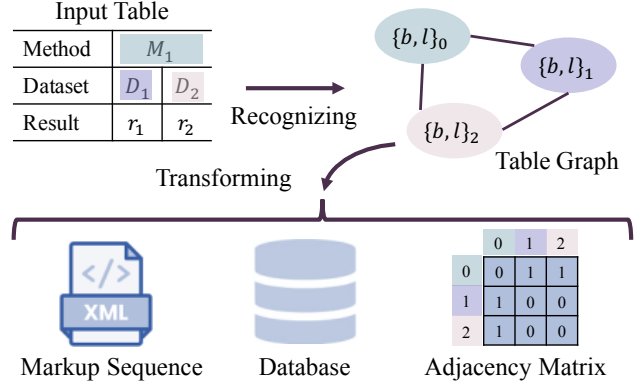 Input Table
Method M₁
Dataset D₁ D₂
Result r₁ r₂
Recognizing
{b, l}₀
{b, l}₁
{b, l}₂
Table Graph
Transforming
</>
XML
Markup Sequence
Database
0 1 2
0 0 1 1
1 1 0 0
2 1 0 0
Adjacency Matrix